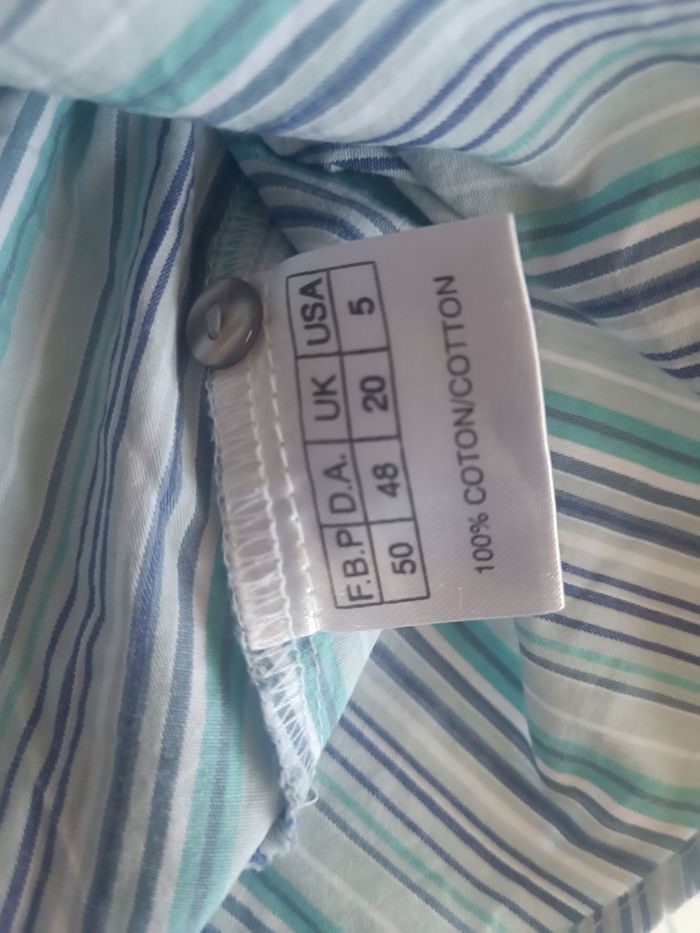 F.B.P D.A. UK USA
50 48 20 5
100% COTON/COTTON